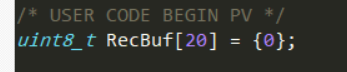 /* USER CODE BEGIN PV */
uint8_t RecBuf[20] = {0};